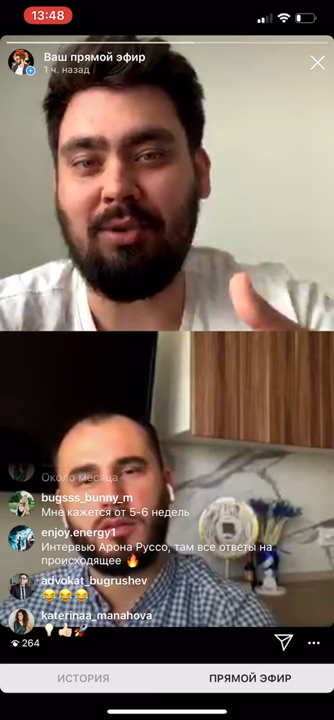 13:48
Ваш прямой эфир
1 ч. назад
Около месяца
bugsss_bunny_m
Мне кажется от 5-6 недель
enjoy.energy1
Интервью Арона Руссо, там все ответы на
происходящее 🔥
advokat_bugrushev
😂😂😂
katerinaa_manahova
💡👍🏻🚀
264
ИСТОРИЯ
ПРЯМОЙ ЭФИР